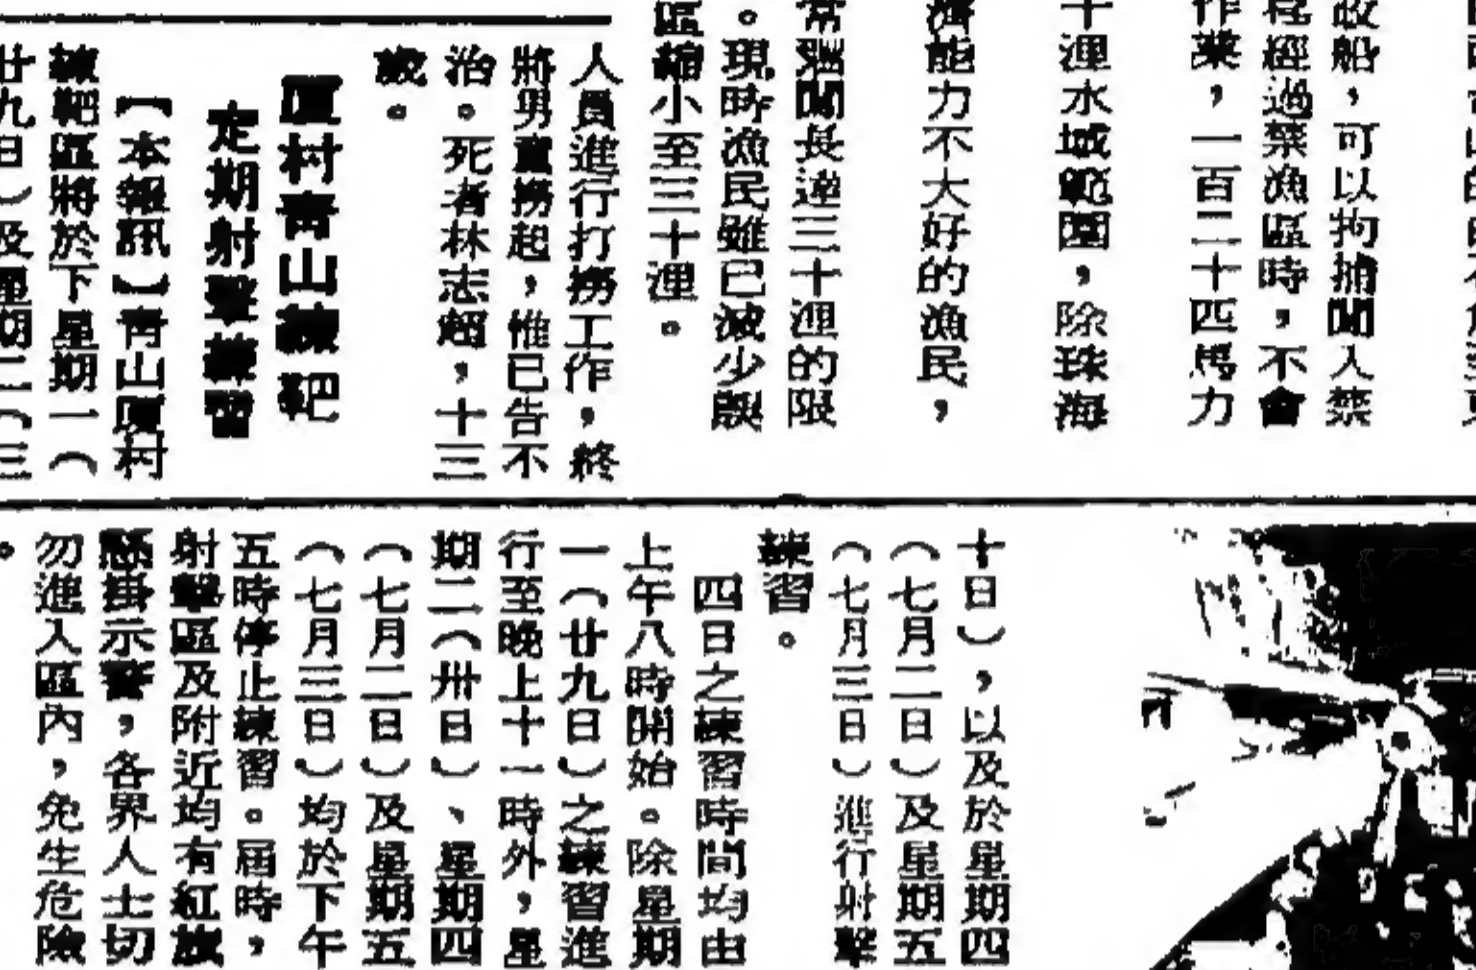 政船，可以拘捕闖入禁
經過禁漁區時，不會
作業，一百二十匹馬力
十浬水域範圍，除珠海
濟能力不大好的漁民，
常張開長達三十浬的限
。現時漁民雖已減少誤
區縮小至三十浬。
人員進行打撈工作，終
將男童撈起，惟已告不
治。死者林志超，十三
歲。
廈村青山練靶
定期射擊練習
【本報訊】青山廈村
練靶區將於下星期一（
廿九日）及星期二（三
十日），以及於星期四
（七月二日）及星期五
（七月三日）進行射擊
練習。
四日之練習時間均由
上午八時開始。除星期
一（廿九日）之練習進
行至晚上十一時外，星
期二（卅日）、星期四
（七月二日）及星期五
（七月三日）均於下午
五時停止練習。屆時，
射擊區及附近均有紅旗
懸掛示警，各界人士切
勿進入區內，免生危險
。